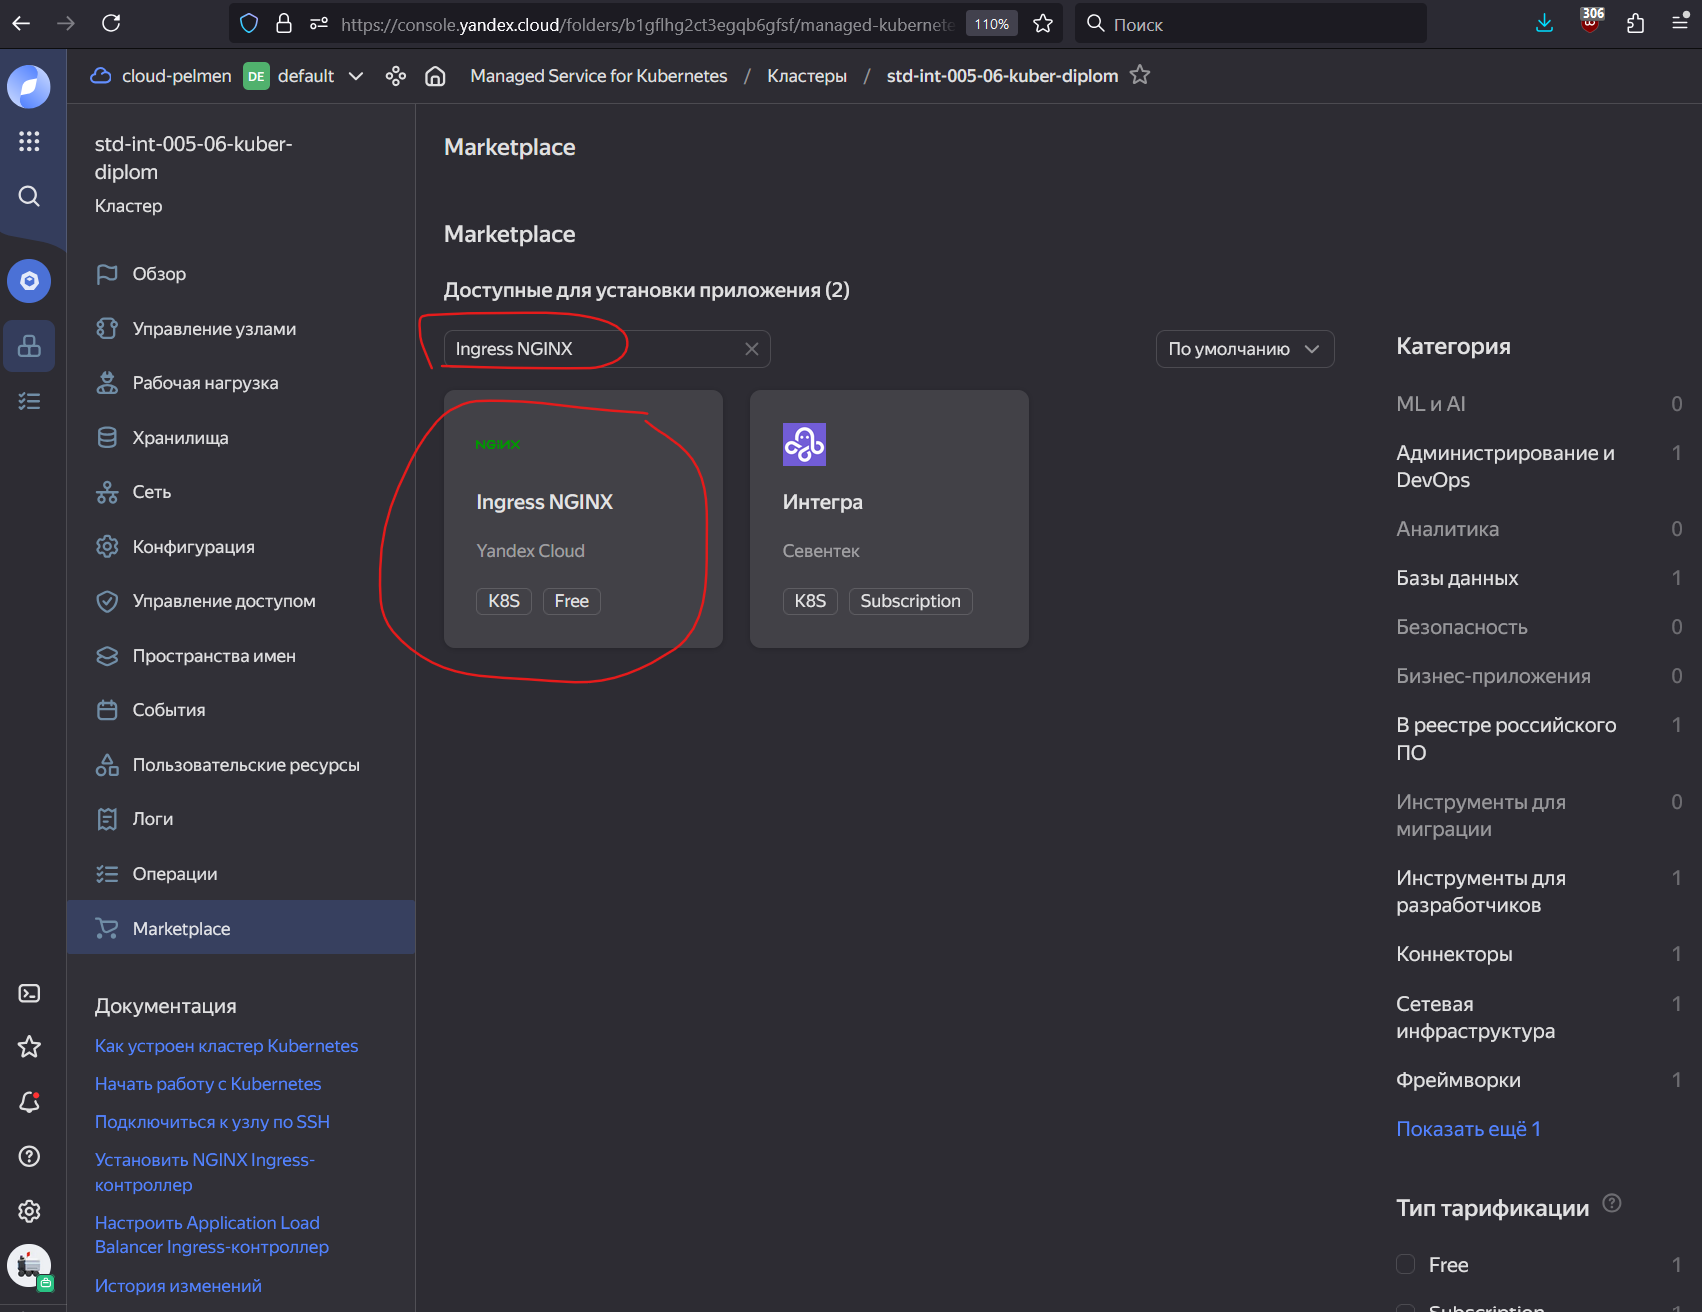 https://console.yandex.cloud/folders/b1gflhg2ct3egqb6gfsf/managed-kubernete
110%
Поиск
306
cloud-pelmen
DE
default
Managed Service for Kubernetes / Кластеры / std-int-005-06-kuber-diplom
std-int-005-06-kuber-
diplom
Кластер
Обзор
Управление узлами
Рабочая нагрузка
Хранилища
Сеть
Конфигурация
Управление доступом
Пространства имен
События
Пользовательские ресурсы
Логи
Операции
Marketplace
Документация
Как устроен кластер Kubernetes
Начать работу с Kubernetes
Подключиться к узлу по SSH
Установить NGINX Ingress-
контроллер
Настроить Application Load
Balancer Ingress-контроллер
История изменений
Marketplace
Marketplace
Доступные для установки приложения (2)
Ingress NGINX
По умолчанию
NGINX
Ingress NGINX
Yandex Cloud
K8S
Free
Интегра
Севентек
K8S
Subscription
Категория
ML и AI 0
Администрирование и 1
DevOps
Аналитика 0
Базы данных 1
Безопасность 0
Бизнес-приложения 0
В реестре российского 1
ПО
Инструменты для 0
миграции
Инструменты для 1
разработчиков
Коннекторы 1
Сетевая 1
инфраструктура
Фреймворки 1
Показать ещё 1
Тип тарификации
Free 1
Subscription